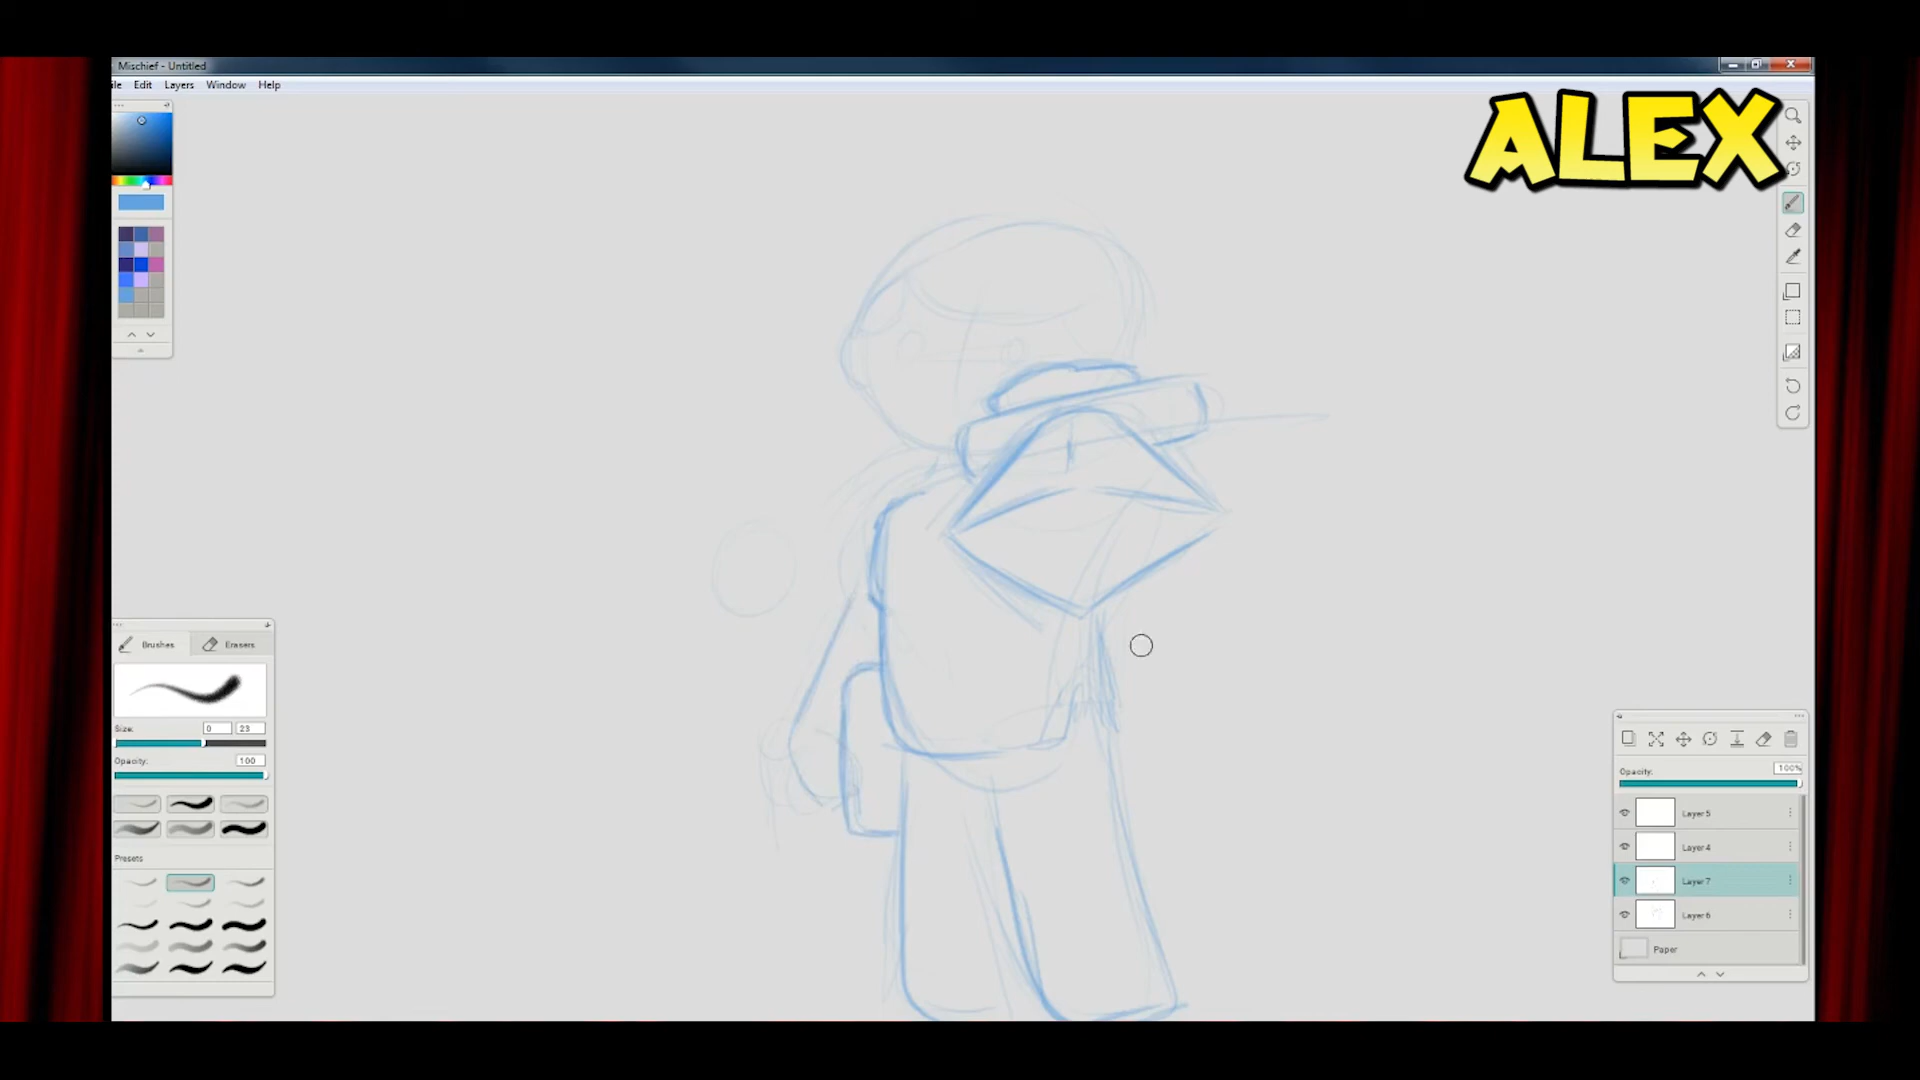 Mischief - Untitled
ile Edit Layers Window Help
ALEX
Brushes Erasers
Size: 0 23
Opacity: 100
Presets
Opacity: 100%
Layer 5
Layer 4
Layer 7
Layer 6
Paper